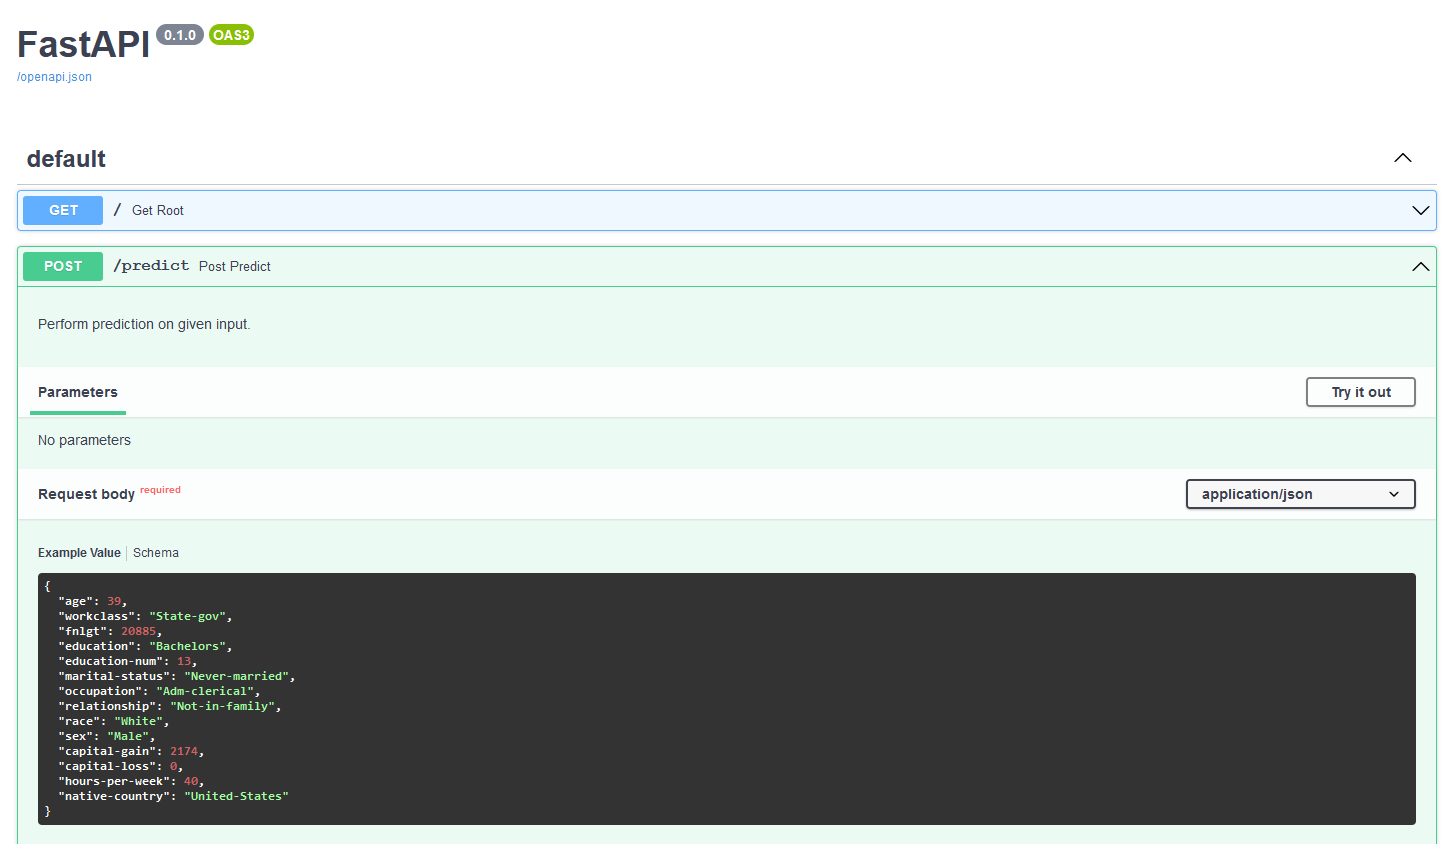 FastAPI 0.1.0 OAS3
/openapi.json
default
GET / Get Root
POST /predict Post Predict
Perform prediction on given input.
Parameters
Try it out
No parameters
Request body required
application/json
Example Value Schema
{
"age": 39,
"workclass": "State-gov",
"fnlgt": 20885,
"education": "Bachelors",
"education-num": 13,
"marital-status": "Never-married",
"occupation": "Adm-clerical",
"relationship": "Not-in-family",
"race": "White",
"sex": "Male",
"capital-gain": 2174,
"capital-loss": 0,
"hours-per-week": 40,
"native-country": "United-States"
}